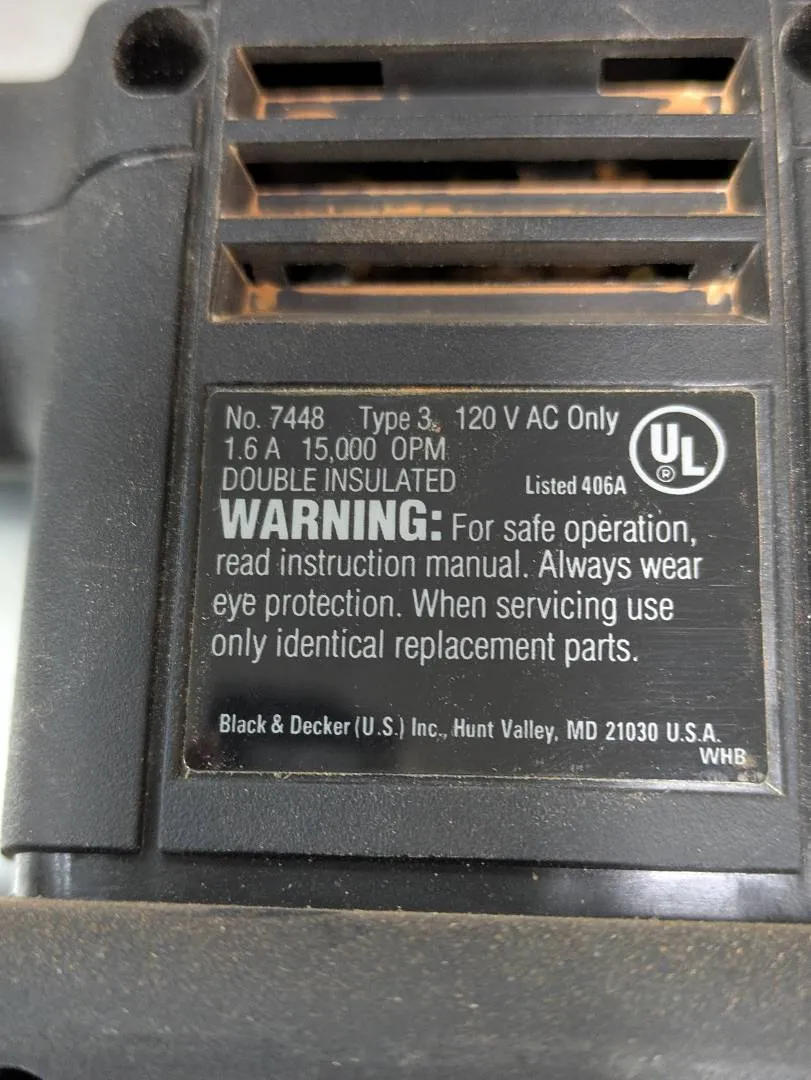 No. 7448 Type 3 120 V AC Only
1.6 A 15,000 OPM
DOUBLE INSULATED Listed 406A
UL ®
WARNING: For safe operation,
read instruction manual. Always wear
eye protection. When servicing use
only identical replacement parts.
Black & Decker (U.S.) Inc., Hunt Valley, MD 21030 U.S.A.
WHB